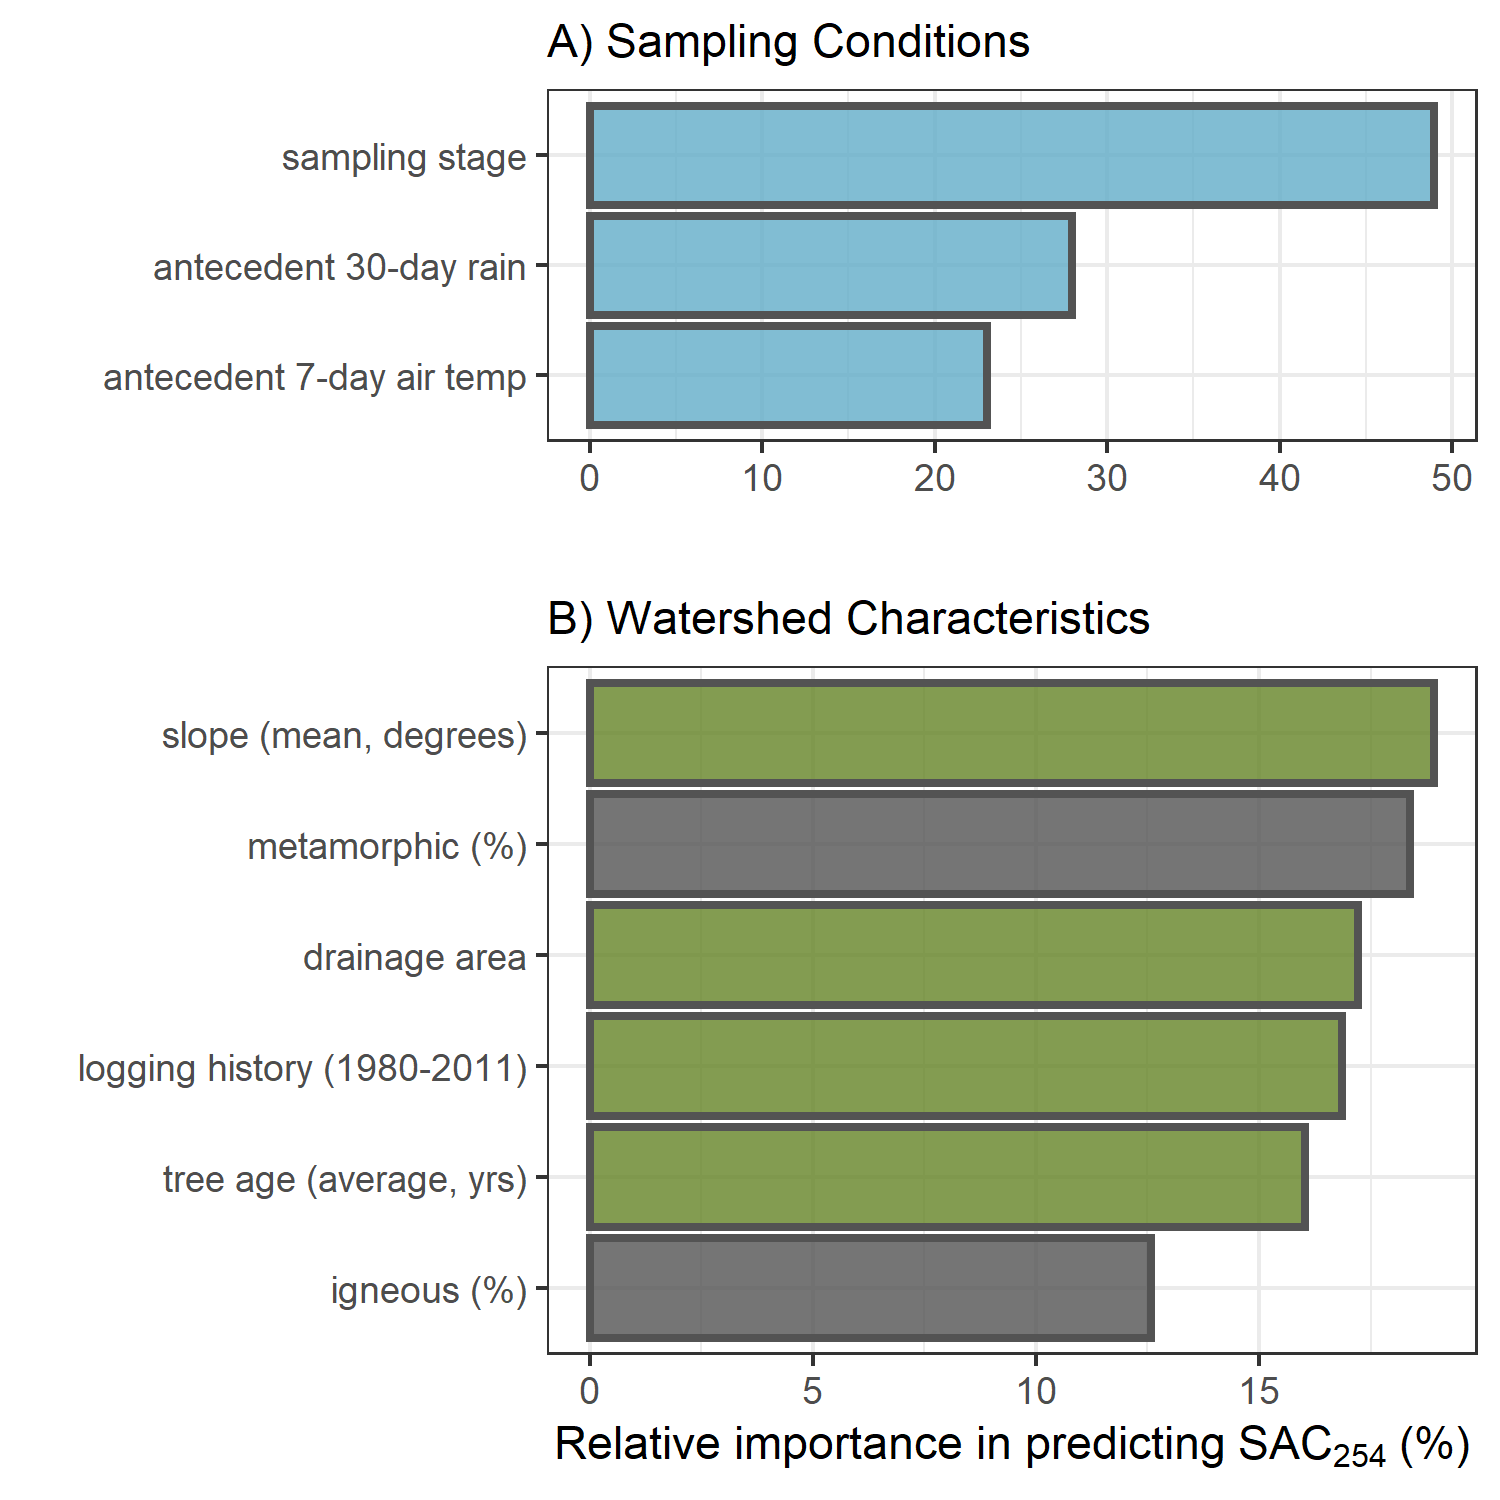 A) Sampling Conditions
sampling stage
antecedent 30-day rain
antecedent 7-day air temp
0 10 20 30 40 50
B) Watershed Characteristics
slope (mean, degrees)
metamorphic (%)
drainage area
logging history (1980-2011)
tree age (average, yrs)
igneous (%)
0 5 10 15
Relative importance in predicting SAC₂₅₄ (%)